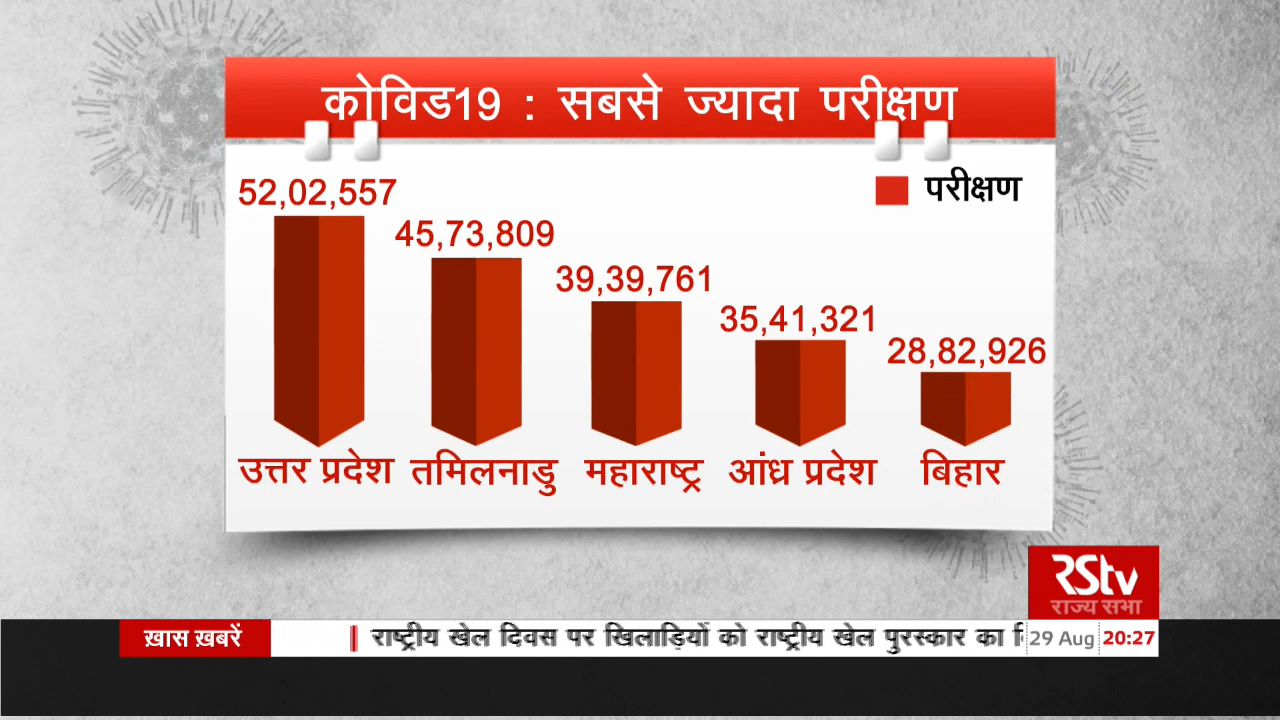 कोविड19 : सबसे ज्यादा परीक्षण
परीक्षण
52,02,557
45,73,809
39,39,761
35,41,321
28,82,926
उत्तर प्रदेश तमिलनाडु महाराष्ट्र आंध्र प्रदेश बिहार
RStv
राज्य सभा
ख़ास ख़बरें राष्ट्रीय खेल दिवस पर खिलाड़ियों को राष्ट्रीय खेल पुरस्कार का 29 Aug 20:27